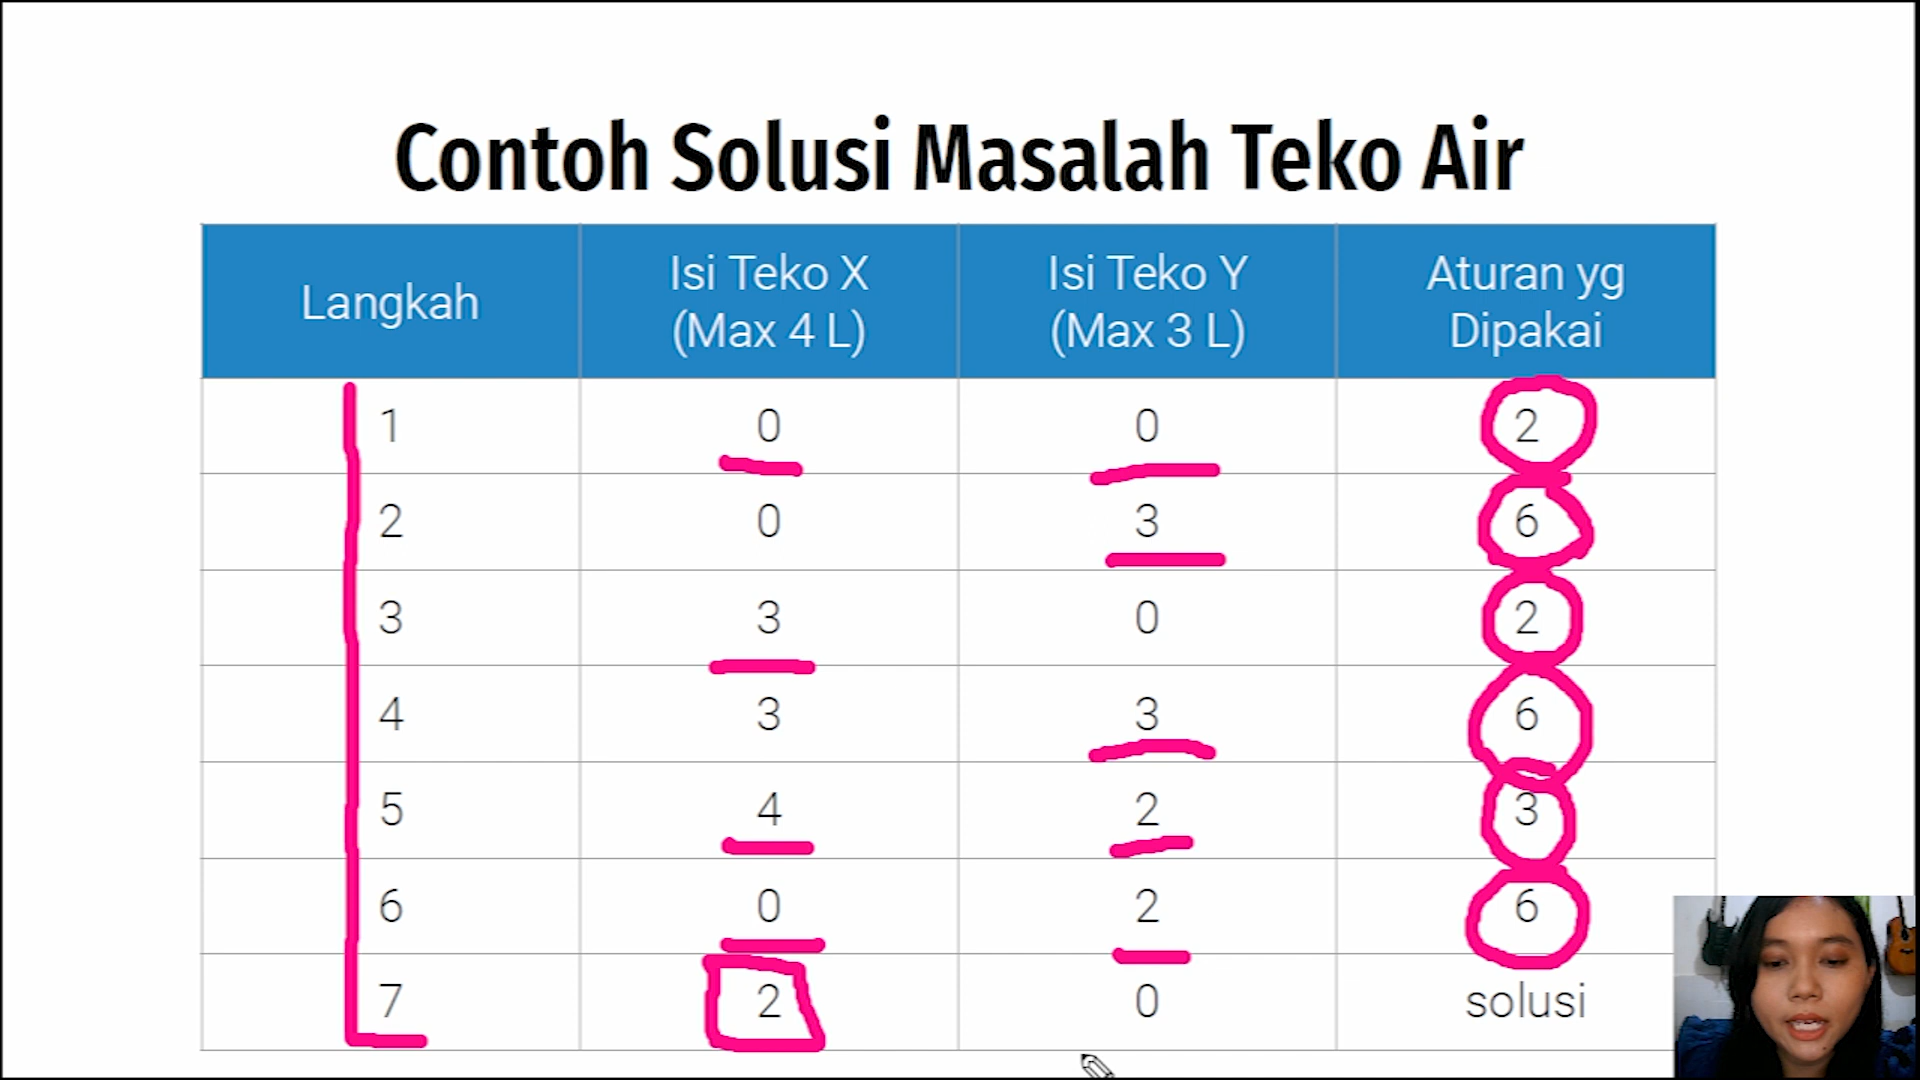 Contoh Solusi Masalah Teko Air
Langkah
Isi Teko X
(Max 4 L)
Isi Teko Y
(Max 3 L)
Aturan yg
Dipakai
1 0 0 2
2 0 3 6
3 3 0 2
4 3 3 6
5 4 2 3
6 0 2 6
7 2 0 solusi